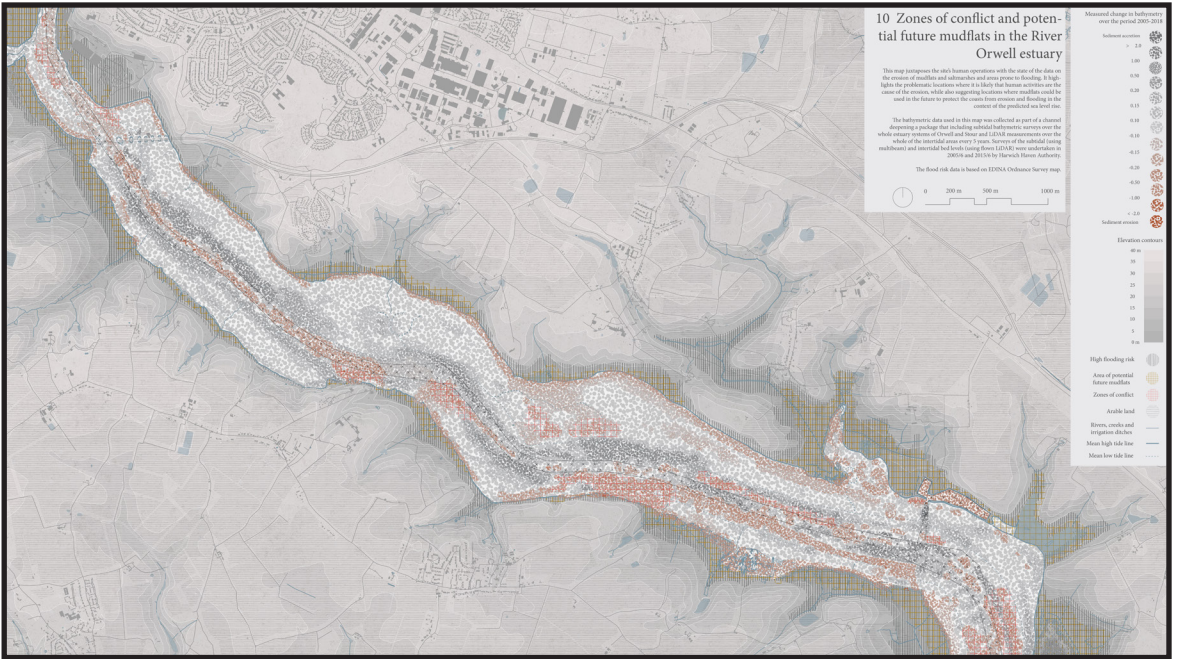 10 Zones of conflict and poten-
tial future mudflats in the River
Orwell estuary
This map juxtaposes the site's human operations with the state of the data on
the erosion of mudflats and saltmarshes and areas prone to flooding. It high-
lights the problematic locations where it is likely that human activities are the
cause of the erosion, while also suggesting locations where mudflats could be
used in the future to protect the coasts from erosion and flooding in the
context of the predicted sea level rise.
The bathymetric data used in this map was collected as part of a channel
deepening a package that including subtidal bathymetric surveys over the
whole estuary systems of Orwell and Stour and LiDAR measurements over the
whole of the intertidal areas every 5 years. Surveys of the subtidal (using
multibeam) and intertidal bed levels (using flown LiDAR) were undertaken in
2005/6 and 2015/6 by Harwich Haven Authority.
The flood risk data is based on EDINA Ordnance Survey map.
0 200 m 500 m 1000 m
Measured change in bathymetry
over the period 2005-2018
Sediment accretion
> 2.0
1.00
0.50
0.20
0.15
0.10
-0.10
-0.15
-0.20
-0.50
-1.00
< -2.0
Sediment erosion
Elevation contours
40 m
35
30
25
20
15
10
5
0 m
High flooding risk
Area of potential
future mudflats
Zones of conflict
Arable land
Rivers, creeks and
irrigation ditches
Mean high tide line
Mean low tide line